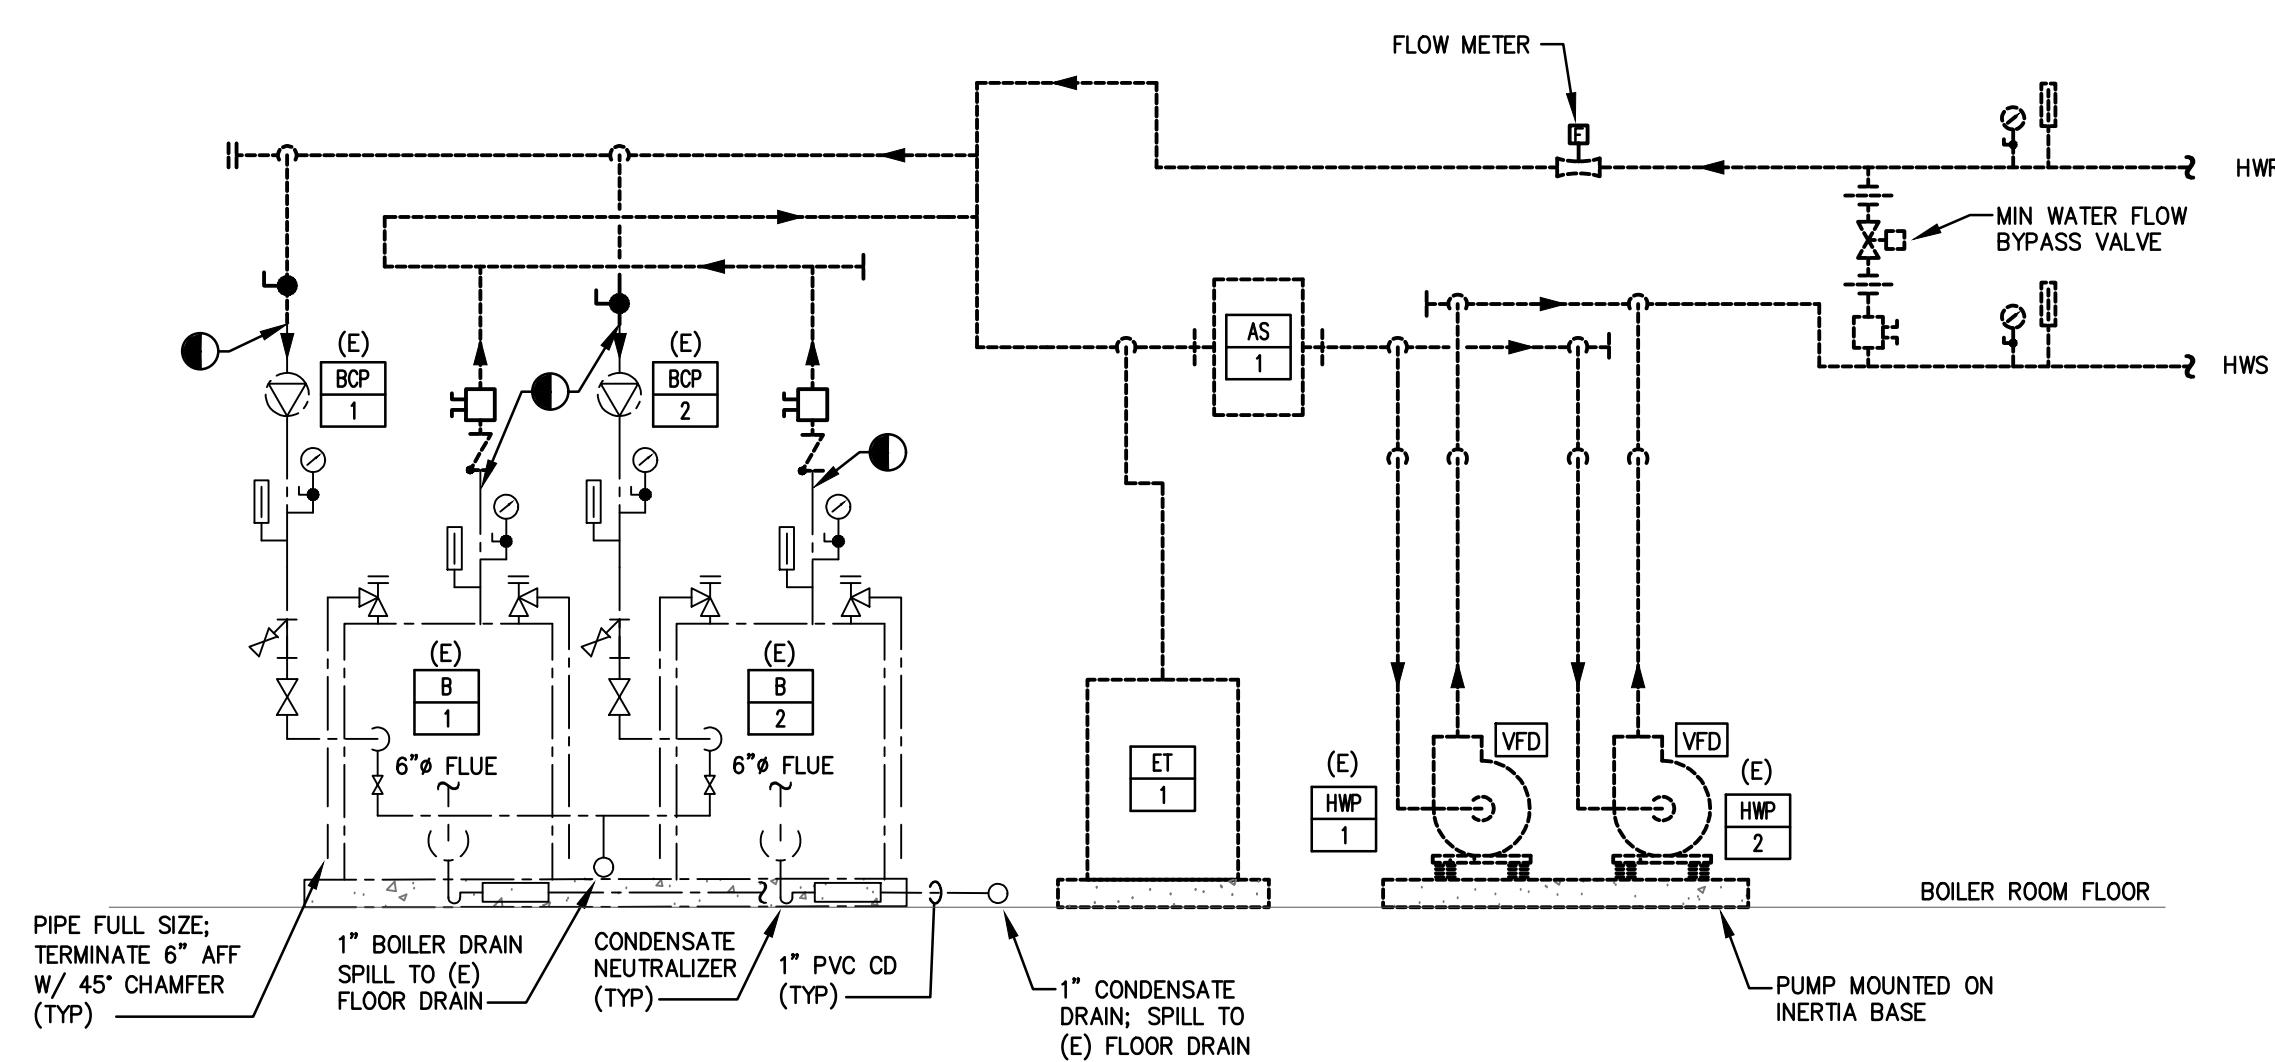 FLOW METER
HWR
MIN WATER FLOW
BYPASS VALVE
(E)
BCP
1
(E)
BCP
2
AS
1
HWS
(E)
B
1
(E)
B
2
6"ø FLUE
6"ø FLUE
ET
1
VFD
(E)
HWP
1
VFD
(E)
HWP
2
BOILER ROOM FLOOR
PIPE FULL SIZE;
TERMINATE 6" AFF
W/ 45° CHAMFER
(TYP)
1" BOILER DRAIN
SPILL TO (E)
FLOOR DRAIN
CONDENSATE
NEUTRALIZER
(TYP)
1" PVC CD
(TYP)
1" CONDENSATE
DRAIN; SPILL TO
(E) FLOOR DRAIN
PUMP MOUNTED ON
INERTIA BASE
F